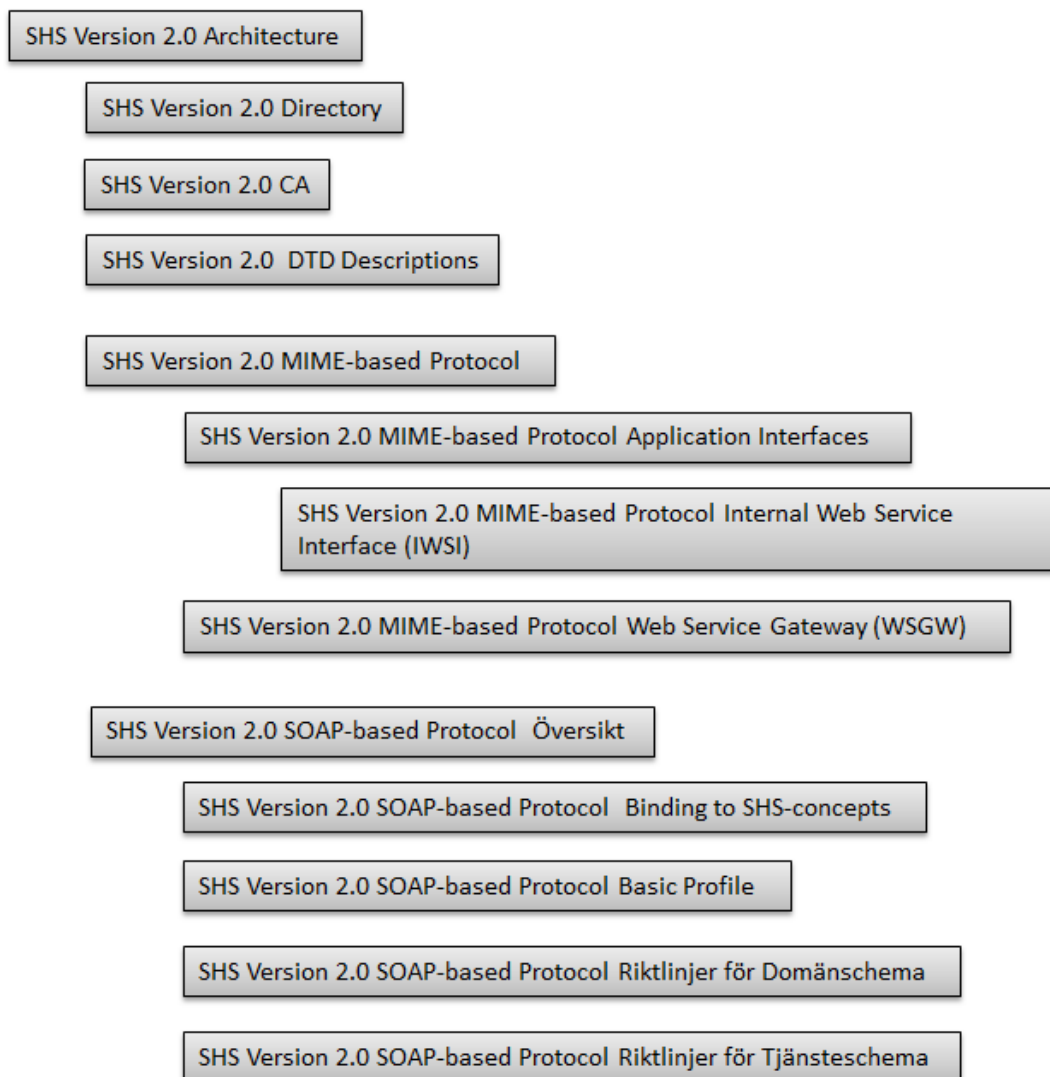 SHS Version 2.0 Architecture
SHS Version 2.0 Directory
SHS Version 2.0 CA
SHS Version 2.0 DTD Descriptions
SHS Version 2.0 MIME-based Protocol
SHS Version 2.0 MIME-based Protocol Application Interfaces
SHS Version 2.0 MIME-based Protocol Internal Web Service
Interface (IWSI)
SHS Version 2.0 MIME-based Protocol Web Service Gateway (WSGW)
SHS Version 2.0 SOAP-based Protocol Översikt
SHS Version 2.0 SOAP-based Protocol Binding to SHS-concepts
SHS Version 2.0 SOAP-based Protocol Basic Profile
SHS Version 2.0 SOAP-based Protocol Riktlinjer för Domänschema
SHS Version 2.0 SOAP-based Protocol Riktlinjer för Tjänsteschema